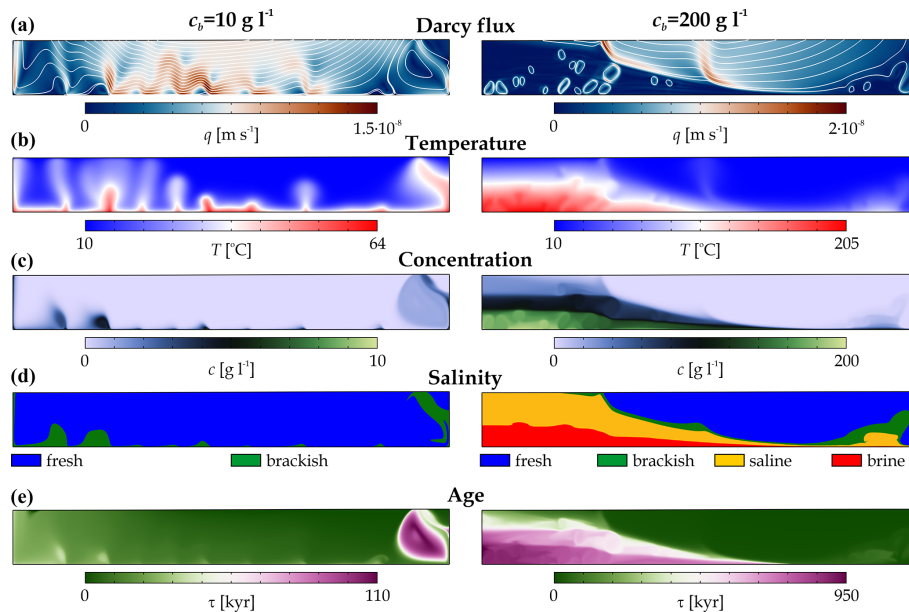 c_b=10 g l⁻¹ c_b=200 g l⁻¹
(a) Darcy flux
0 q [m s⁻¹] 1.5·10⁻⁸ 0 q [m s⁻¹] 2·10⁻⁸
(b) Temperature
10 T [°C] 64 10 T [°C] 205
(c) Concentration
0 c [g l⁻¹] 10 0 c [g l⁻¹] 200
(d) Salinity
fresh brackish fresh brackish saline brine
(e) Age
0 τ [kyr] 110 0 τ [kyr] 950